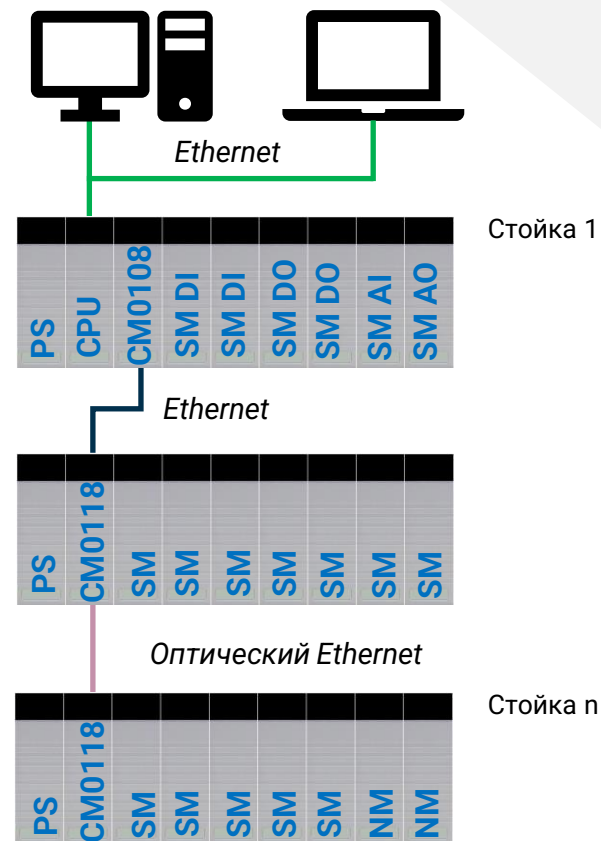 Ethernet
Стойка 1
PS
CPU
CM0108
SM DI
SM DI
SM DO
SM DO
SM AI
SM AO
Ethernet
PS
CM0118
SM
SM
SM
SM
SM
SM
SM
Оптический Ethernet
Стойка n
PS
CM0118
SM
SM
SM
SM
SM
NM
NM